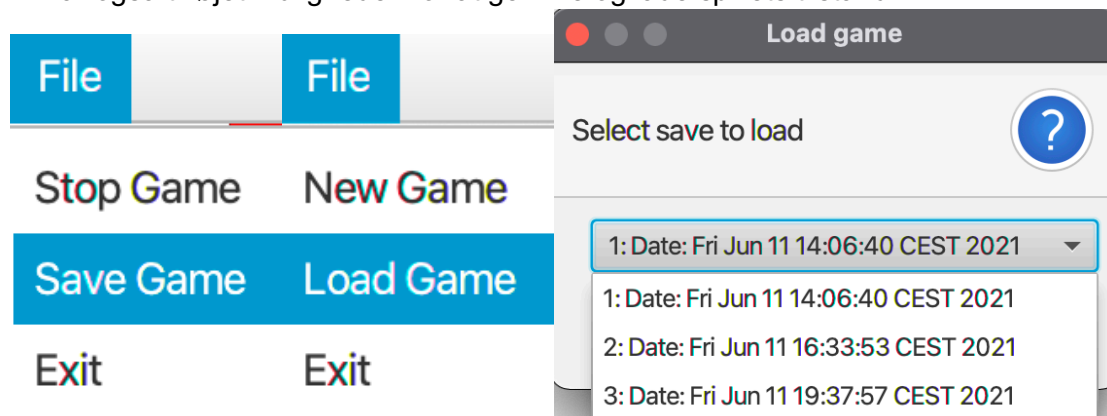 File
Stop Game
Save Game
Exit
File
New Game
Load Game
Exit
Load game
Select save to load
?
1: Date: Fri Jun 11 14:06:40 CEST 2021
1: Date: Fri Jun 11 14:06:40 CEST 2021
2: Date: Fri Jun 11 16:33:53 CEST 2021
3: Date: Fri Jun 11 19:37:57 CEST 2021